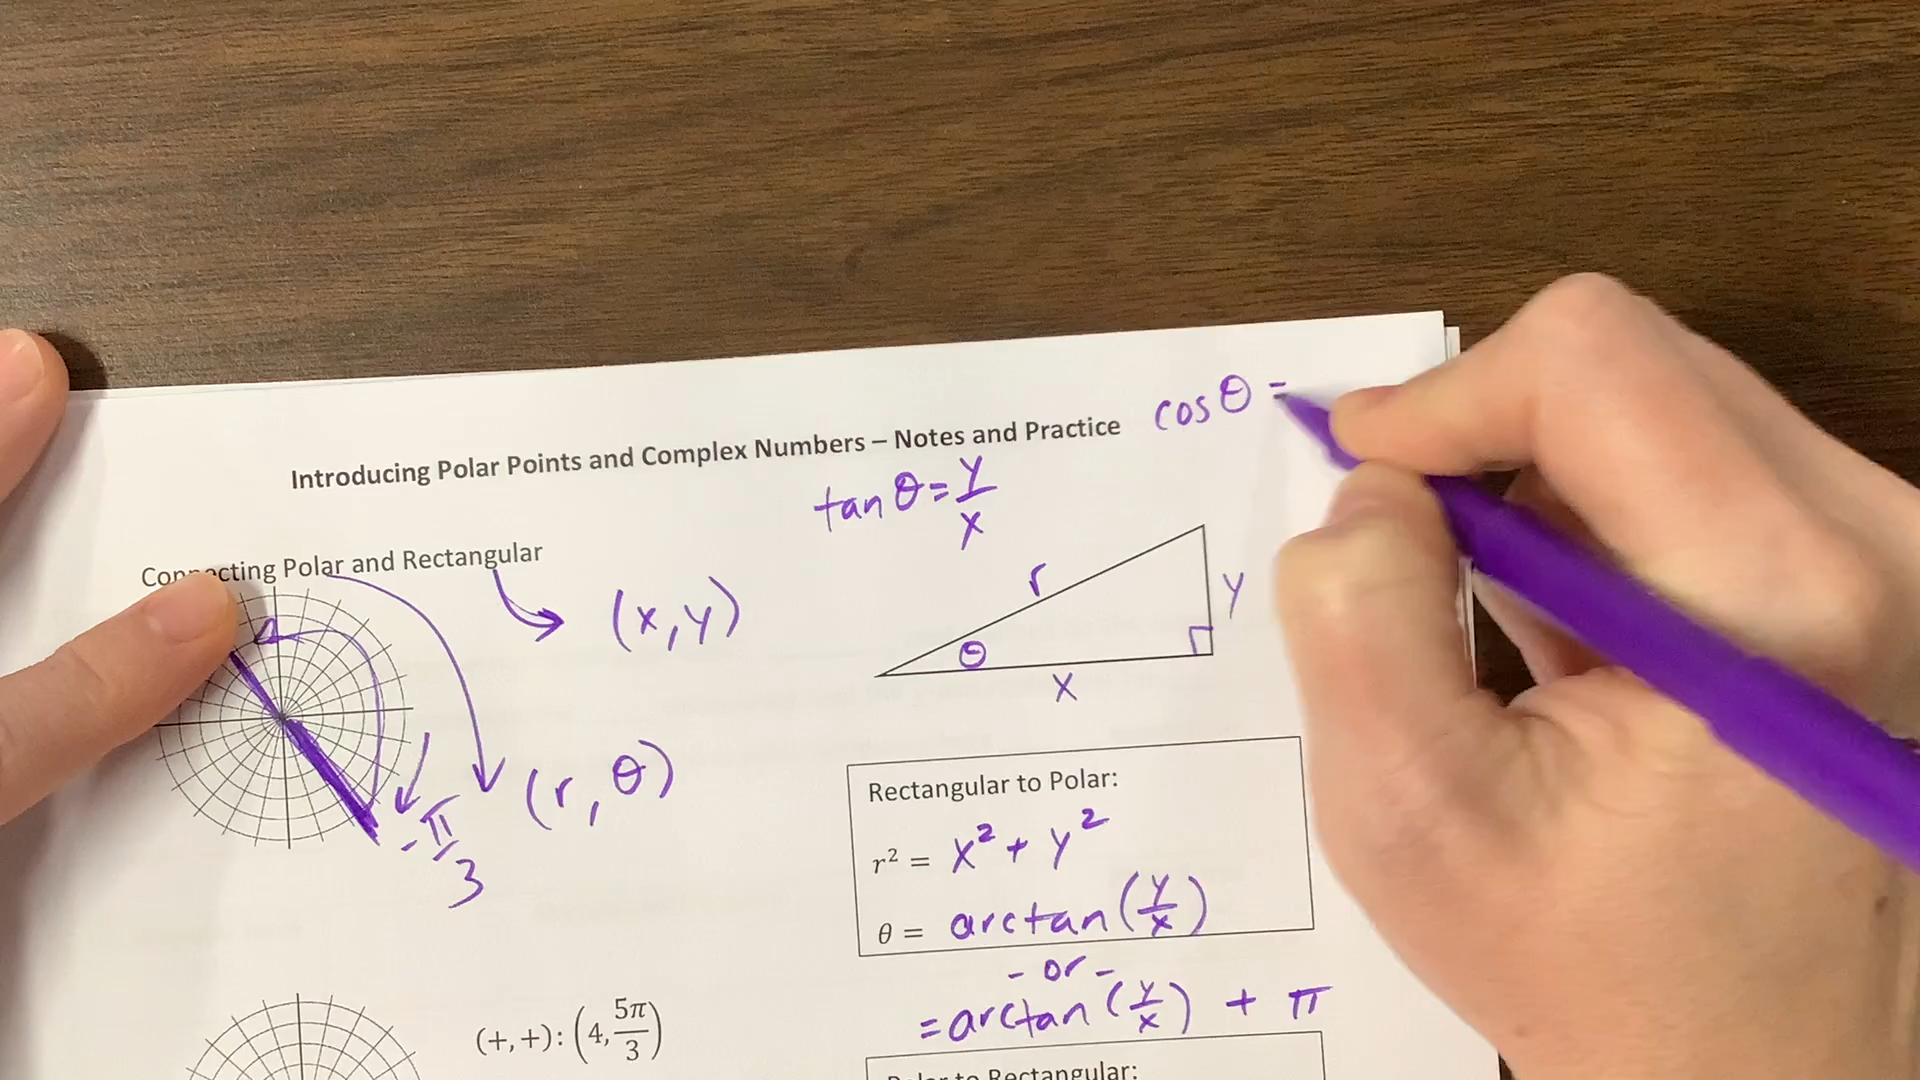 cos θ =
Introducing Polar Points and Complex Numbers – Notes and Practice
tan θ = y/x
Connecting Polar and Rectangular
(x, y)
r
y
θ
x
(r, θ)
-π/3
Rectangular to Polar:
r² = x² + y²
θ = arctan(y/x)
- or -
= arctan(y/x) + π
(+,+): (4, 5π/3)
to Rectangular: